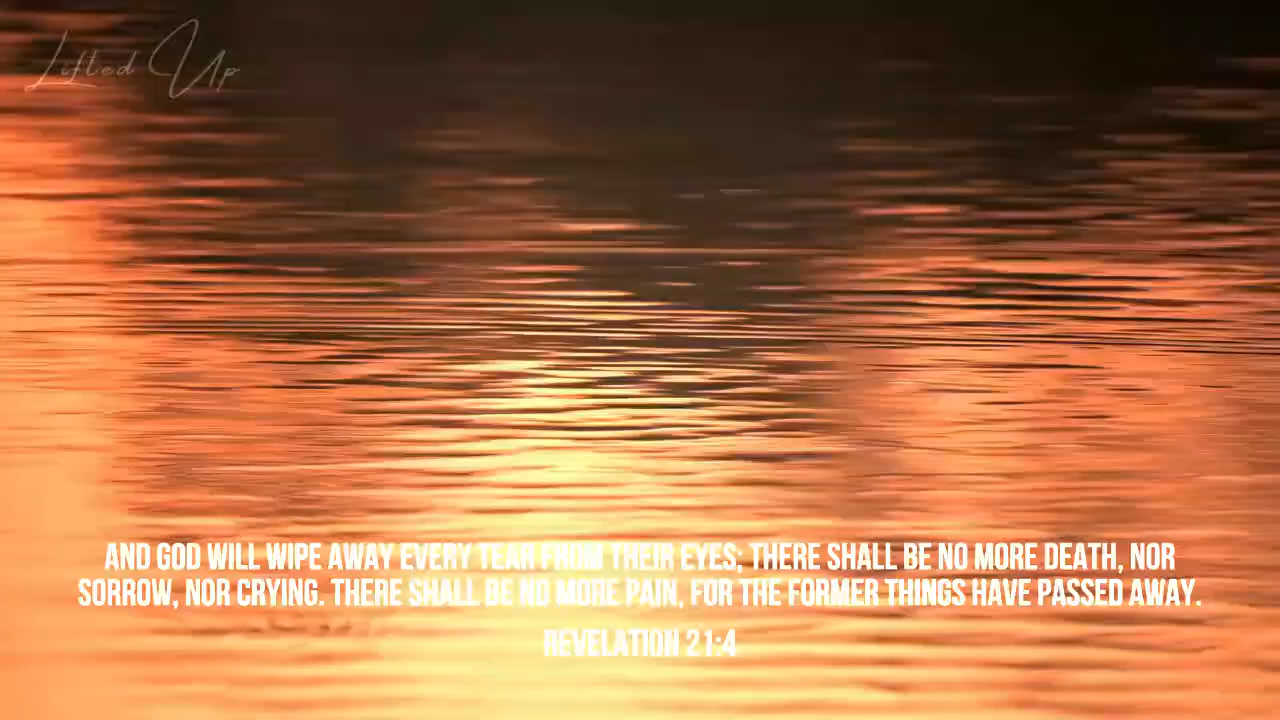 Lifted Up
AND GOD WILL WIPE AWAY EVERY TEAR FROM THEIR EYES; THERE SHALL BE NO MORE DEATH, NOR
SORROW, NOR CRYING. THERE SHALL BE NO MORE PAIN, FOR THE FORMER THINGS HAVE PASSED AWAY.
REVELATION 21:4